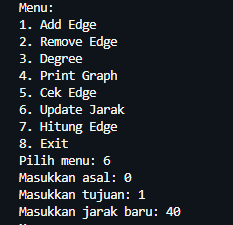 Menu:
1. Add Edge
2. Remove Edge
3. Degree
4. Print Graph
5. Cek Edge
6. Update Jarak
7. Hitung Edge
8. Exit
Pilih menu: 6
Masukkan asal: 0
Masukkan tujuan: 1
Masukkan jarak baru: 40